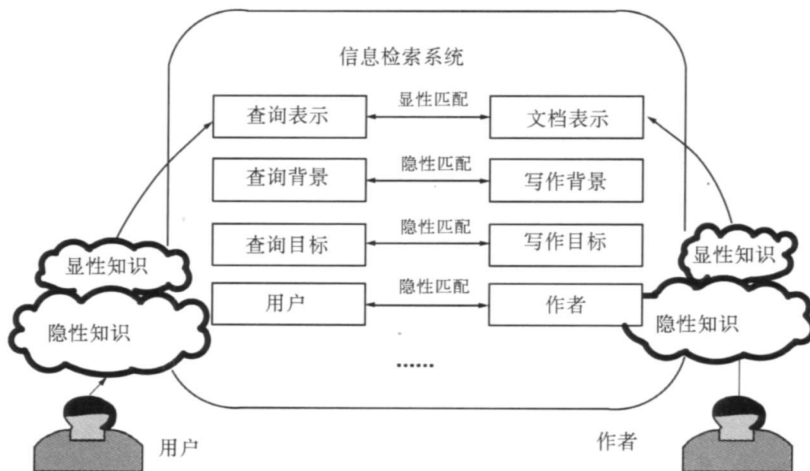 信息检索系统
查询表示
显性匹配
文档表示
查询背景
隐性匹配
写作背景
查询目标
隐性匹配
写作目标
用户
隐性匹配
作者
......
显性知识
隐性知识
用户
显性知识
隐性知识
作者